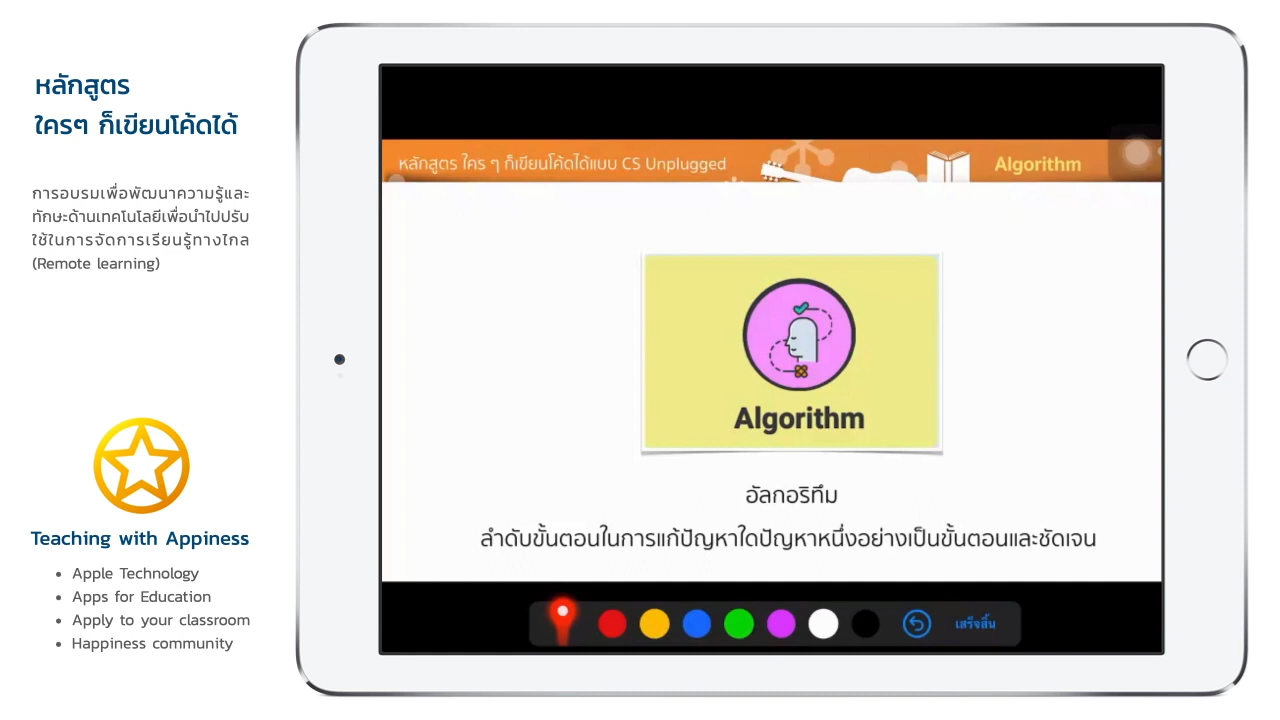 หลักสูตร
ใครๆ ก็เขียนโค้ดได้
การอบรมเพื่อพัฒนาความรู้และ
ทักษะด้านเทคโนโลยีเพื่อนำไปปรับ
ใช้ในการจัดการเรียนรู้ทางไกล
(Remote learning)
Teaching with Appiness
• Apple Technology
• Apps for Education
• Apply to your classroom
• Happiness community
หลักสูตร ใคร ๆ ก็เขียนโค้ดได้แบบ CS Unplugged
Algorithm
Algorithm
อัลกอริทึม
ลำดับขั้นตอนในการแก้ปัญหาใดปัญหาหนึ่งอย่างเป็นขั้นตอนและชัดเจน
เสร็จสิ้น